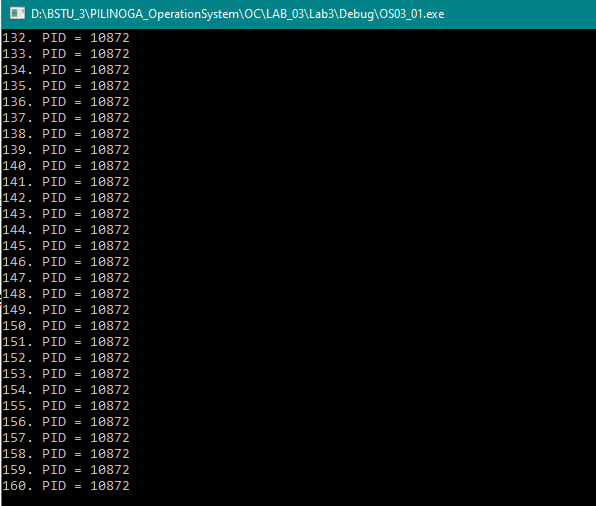 D:\BSTU_3\PILINOGA_OperationSystem\OC\LAB_03\Lab3\Debug\OS03_01.exe
132. PID = 10872
133. PID = 10872
134. PID = 10872
135. PID = 10872
136. PID = 10872
137. PID = 10872
138. PID = 10872
139. PID = 10872
140. PID = 10872
141. PID = 10872
142. PID = 10872
143. PID = 10872
144. PID = 10872
145. PID = 10872
146. PID = 10872
147. PID = 10872
148. PID = 10872
149. PID = 10872
150. PID = 10872
151. PID = 10872
152. PID = 10872
153. PID = 10872
154. PID = 10872
155. PID = 10872
156. PID = 10872
157. PID = 10872
158. PID = 10872
159. PID = 10872
160. PID = 10872